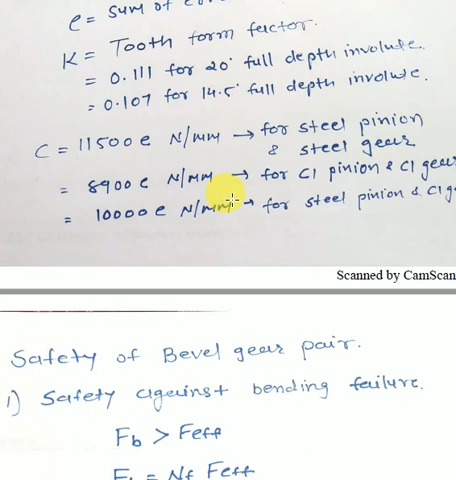 e = sum of
K = Tooth form factor.
= 0.111 for 20° full depth involute.
= 0.107 for 14.5° full depth involute.
C = 11500 e N/mm → for steel pinion
& steel gear
= 8900 e N/mm → for CI pinion & CI gear
= 10000 e N/mm → for steel pinion & CI g
Scanned by CamScan
Safety of Bevel gear pair.
1) Safety against bending failure.
Fb > Feff
Fb = Nf Feff